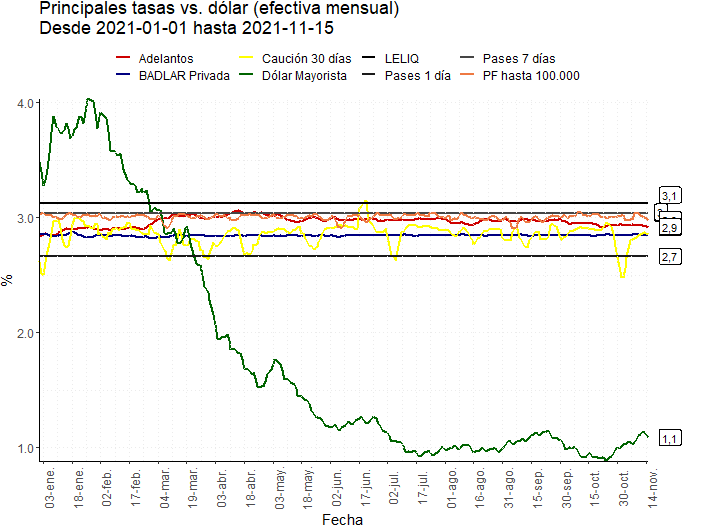 Principales tasas vs. dólar (efectiva mensual)
Desde 2021-01-01 hasta 2021-11-15
Adelantos Caución 30 días LELIQ Pases 7 días
BADLAR Privada Dólar Mayorista Pases 1 día PF hasta 100.000
4.0
3.0
2.0
1.0
%
3,1
2,9
2,7
1,1
03-ene. 18-ene. 02-feb. 17-feb. 04-mar. 19-mar. 03-abr. 18-abr. 03-may. 18-may. 02-jun. 17-jun. 02-jul. 17-jul. 01-ago. 16-ago. 31-ago. 15-sep. 30-sep. 15-oct. 30-oct. 14-nov.
Fecha